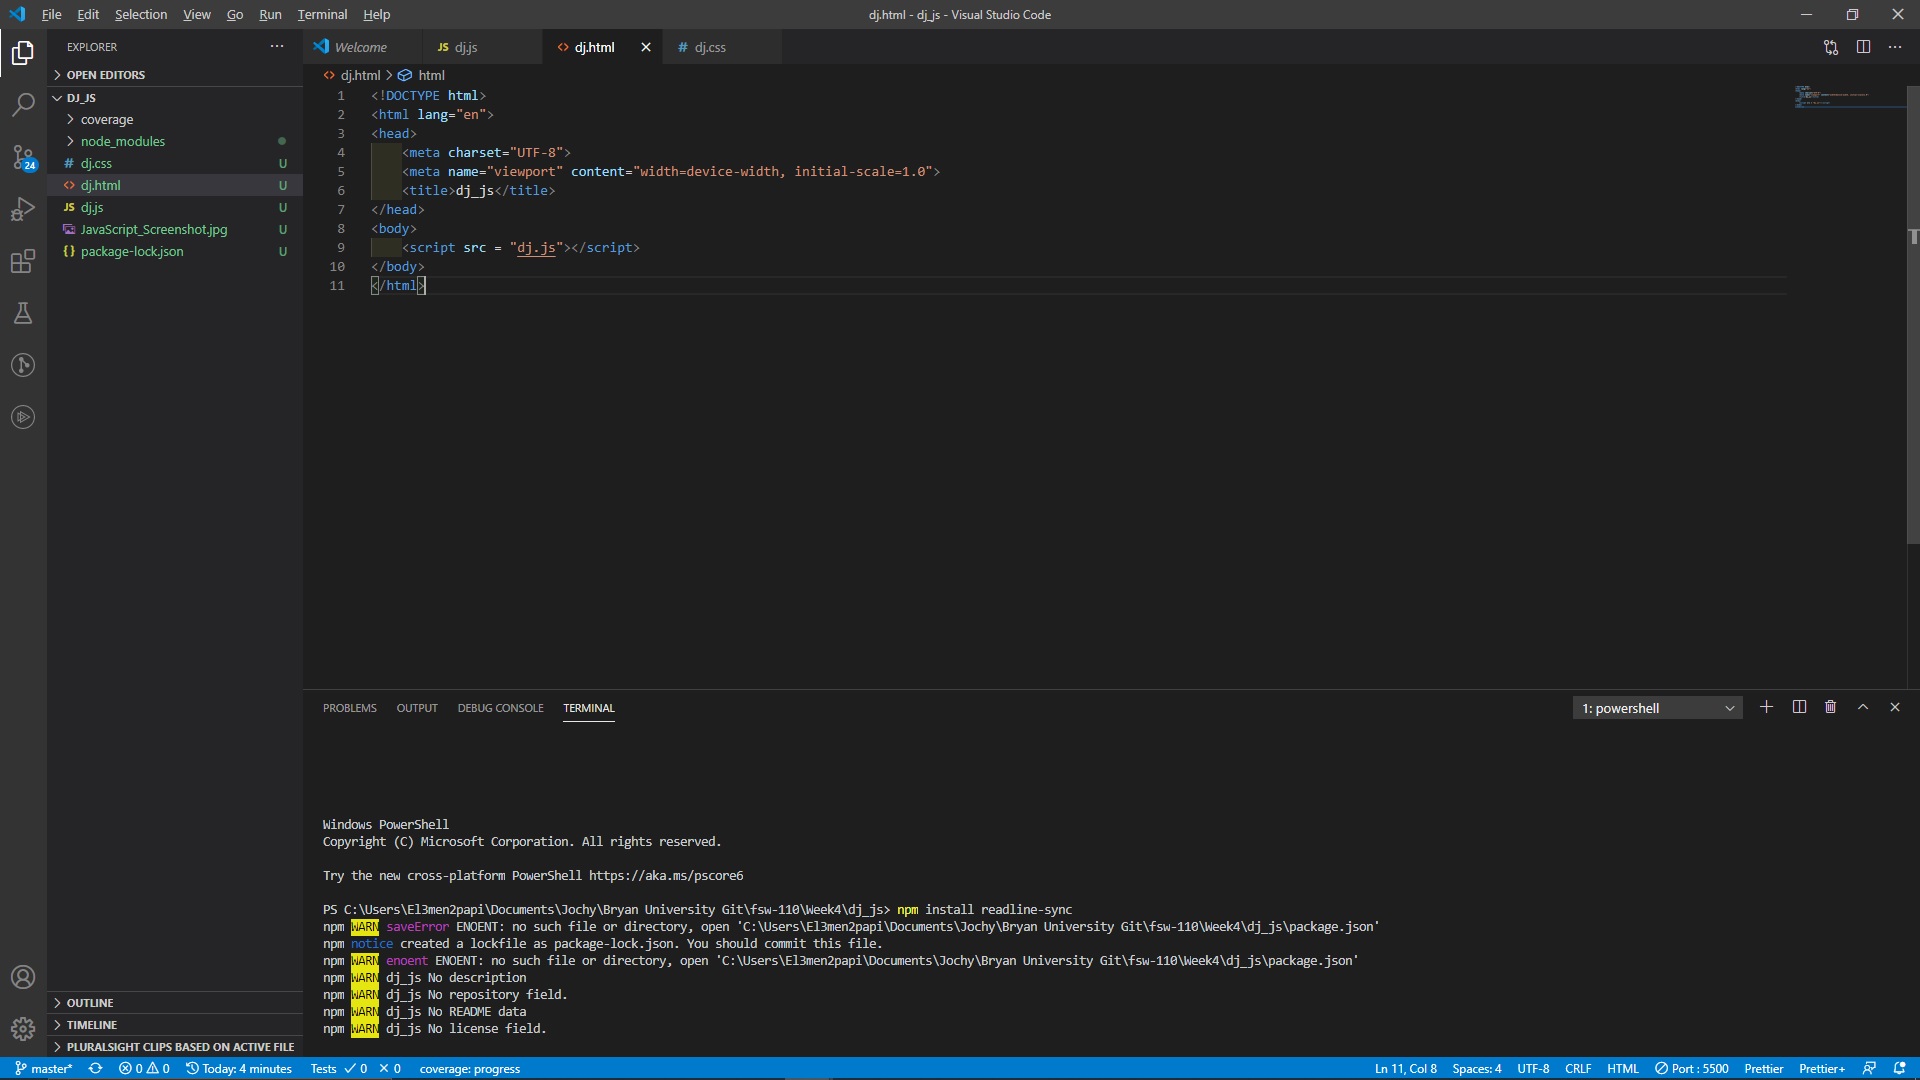 File Edit Selection View Go Run Terminal Help
dj.html - dj_js - Visual Studio Code
EXPLORER
OPEN EDITORS
DJ_JS
coverage
node_modules
dj.css U
dj.html U
dj.js U
JavaScript_Screenshot.jpg U
package-lock.json U
24
OUTLINE
TIMELINE
PLURALSIGHT CLIPS BASED ON ACTIVE FILE
Welcome
JS dj.js
dj.html
# dj.css
dj.html > html
1 <!DOCTYPE html>
2 <html lang="en">
3 <head>
4 <meta charset="UTF-8">
5 <meta name="viewport" content="width=device-width, initial-scale=1.0">
6 <title>dj_js</title>
7 </head>
8 <body>
9 <script src = "dj.js"></script>
10 </body>
11 </html>
PROBLEMS OUTPUT DEBUG CONSOLE TERMINAL
1: powershell
Windows PowerShell
Copyright (C) Microsoft Corporation. All rights reserved.
Try the new cross-platform PowerShell https://aka.ms/pscore6
PS C:\Users\El3men2papi\Documents\Jochy\Bryan University Git\fsw-110\Week4\dj_js> npm install readline-sync
npm WARN saveError ENOENT: no such file or directory, open 'C:\Users\El3men2papi\Documents\Jochy\Bryan University Git\fsw-110\Week4\dj_js\package.json'
npm notice created a lockfile as package-lock.json. You should commit this file.
npm WARN enoent ENOENT: no such file or directory, open 'C:\Users\El3men2papi\Documents\Jochy\Bryan University Git\fsw-110\Week4\dj_js\package.json'
npm WARN dj_js No description
npm WARN dj_js No repository field.
npm WARN dj_js No README data
npm WARN dj_js No license field.
master* 0 0 Today: 4 minutes Tests ✓ 0 × 0 coverage: progress
Ln 11, Col 8 Spaces: 4 UTF-8 CRLF HTML Port : 5500 Prettier Prettier+